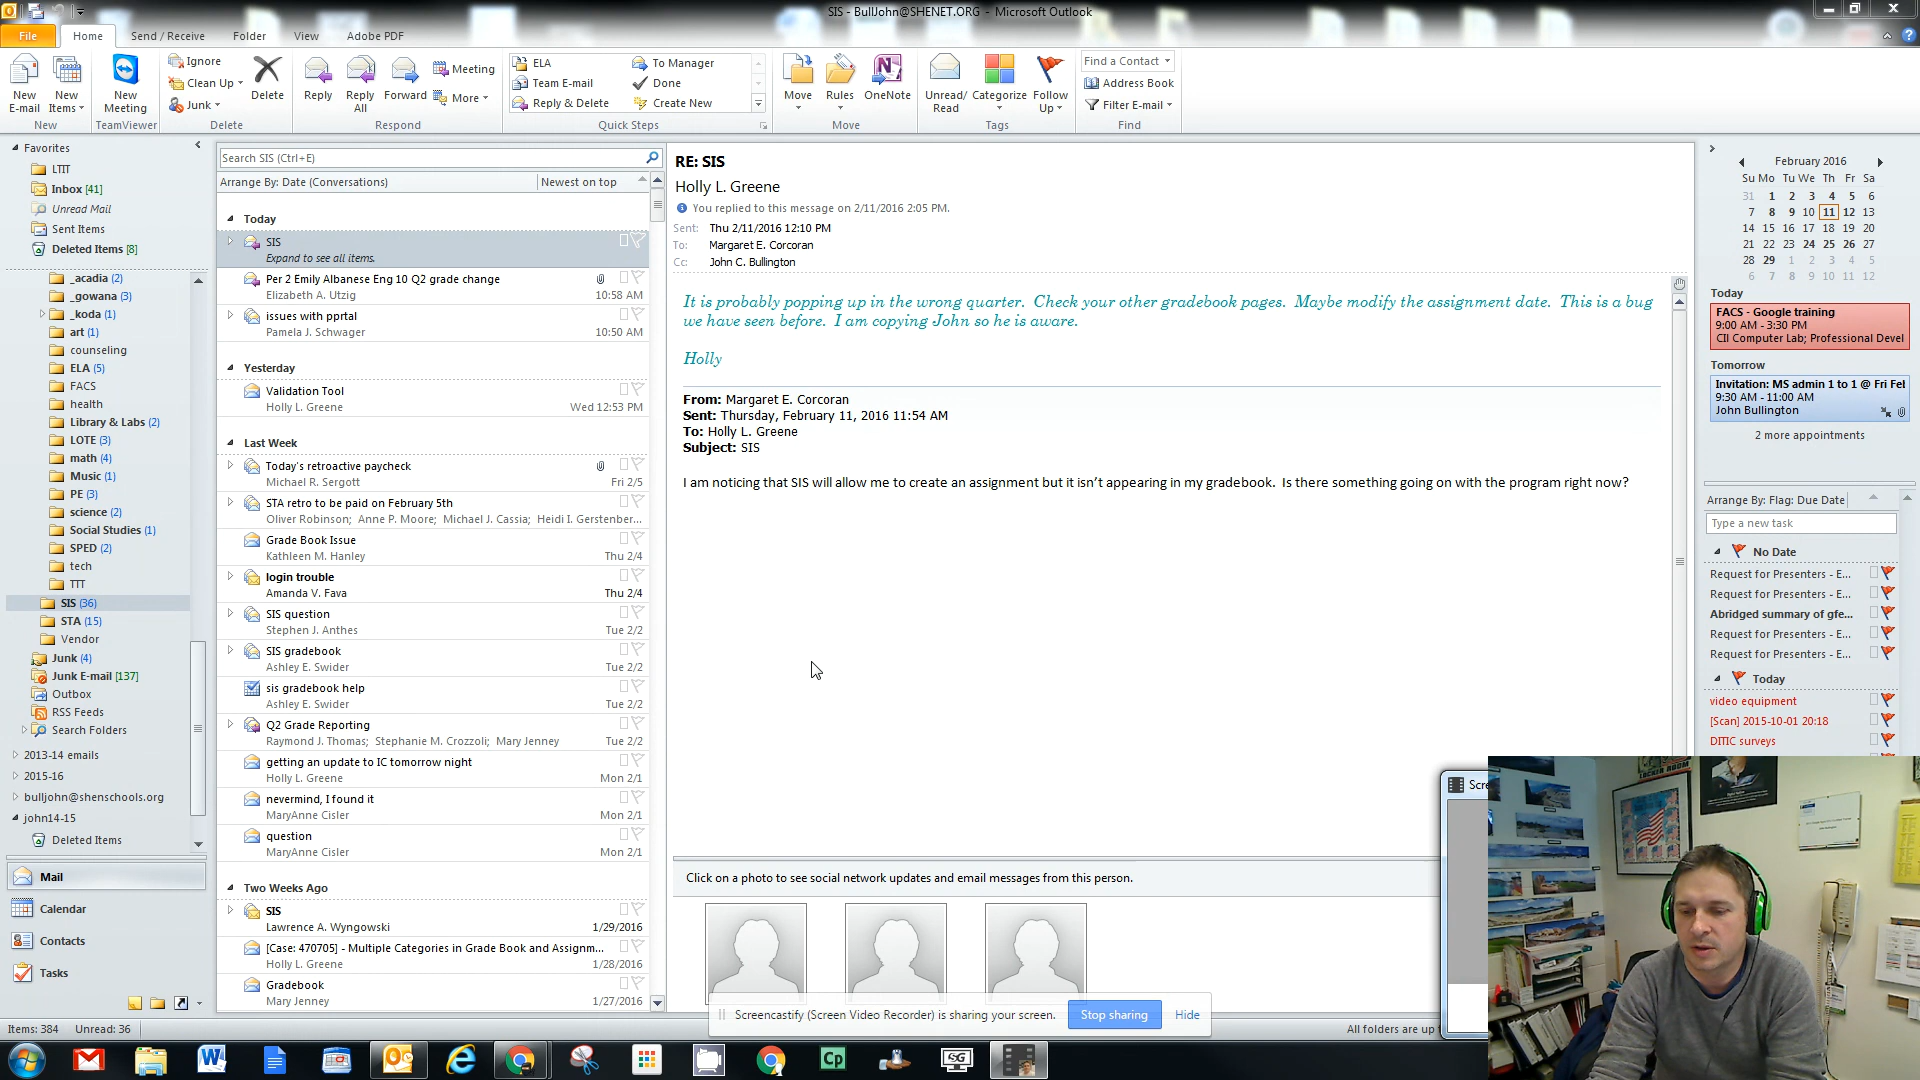 SIS - BullJohn@SHENET.ORG - Microsoft Outlook
File Home Send / Receive Folder View Adobe PDF
New E-mail
New Items
New
New Meeting
TeamViewer
Ignore
Clean Up
Junk
Delete
Delete
Reply
Reply All
Forward
Meeting
More
Respond
ELA
Team E-mail
Reply & Delete
To Manager
Done
Create New
Quick Steps
Move
Rules
OneNote
Move
Unread/ Read
Categorize
Follow Up
Tags
Find a Contact
Address Book
Filter E-mail
Find
Favorites
LTIT
Inbox [41]
Unread Mail
Sent Items
Deleted Items [8]
_acadia (2)
_gowana (3)
_koda (1)
art (1)
counseling
ELA (5)
FACS
health
Library & Labs (2)
LOTE (3)
math (4)
Music (1)
PE (3)
science (2)
Social Studies (1)
SPED (2)
tech
TTT
SIS (36)
STA (15)
Vendor
Junk (4)
Junk E-mail [137]
Outbox
RSS Feeds
Search Folders
2013-14 emails
2015-16
bulljohn@shenschools.org
john14-15
Deleted Items
Mail
Calendar
Contacts
Tasks
Items: 384 Unread: 36
Search SIS (Ctrl+E)
Arrange By: Date (Conversations) Newest on top
Today
SIS
Expand to see all items.
Per 2 Emily Albanese Eng 10 Q2 grade change
Elizabeth A. Utzig 10:58 AM
issues with pprtal
Pamela J. Schwager 10:50 AM
Yesterday
Validation Tool
Holly L. Greene Wed 12:53 PM
Last Week
Today's retroactive paycheck
Michael R. Sergott Fri 2/5
STA retro to be paid on February 5th
Oliver Robinson; Anne P. Moore; Michael J. Cassia; Heidi I. Gerstenber...
Grade Book Issue
Kathleen M. Hanley Thu 2/4
login trouble
Amanda V. Fava Thu 2/4
SIS question
Stephen J. Anthes Tue 2/2
SIS gradebook
Ashley E. Swider Tue 2/2
sis gradebook help
Ashley E. Swider Tue 2/2
Q2 Grade Reporting
Raymond J. Thomas; Stephanie M. Crozzoli; Mary Jenney Tue 2/2
getting an update to IC tomorrow night
Holly L. Greene Mon 2/1
nevermind, I found it
MaryAnne Cisler Mon 2/1
question
MaryAnne Cisler Mon 2/1
Two Weeks Ago
SIS
Lawrence A. Wyngowski 1/29/2016
[Case: 470705] - Multiple Categories in Grade Book and Assignm...
Holly L. Greene 1/28/2016
Gradebook
Mary Jenney 1/27/2016
RE: SIS
Holly L. Greene
You replied to this message on 2/11/2016 2:05 PM.
Sent: Thu 2/11/2016 12:10 PM
To: Margaret E. Corcoran
Cc: John C. Bullington
It is probably popping up in the wrong quarter. Check your other gradebook pages. Maybe modify the assignment date. This is a bug
we have seen before. I am copying John so he is aware.
Holly
From: Margaret E. Corcoran
Sent: Thursday, February 11, 2016 11:54 AM
To: Holly L. Greene
Subject: SIS
I am noticing that SIS will allow me to create an assignment but it isn't appearing in my gradebook. Is there something going on with the program right now?
Click on a photo to see social network updates and email messages from this person.
Screencastify (Screen Video Recorder) is sharing your screen. Stop sharing Hide
All folders are up
February 2016
Su Mo Tu We Th Fr Sa
31 1 2 3 4 5 6
7 8 9 10 11 12 13
14 15 16 17 18 19 20
21 22 23 24 25 26 27
28 29 1 2 3 4 5
6 7 8 9 10 11 12
Today
FACS - Google training
9:00 AM - 3:30 PM
CII Computer Lab; Professional Devel
Tomorrow
Invitation: MS admin 1 to 1 @ Fri Fel
9:30 AM - 11:00 AM
John Bullington
2 more appointments
Arrange By: Flag: Due Date
Type a new task
No Date
Request for Presenters - E...
Request for Presenters - E...
Abridged summary of gfe...
Request for Presenters - E...
Request for Presenters - E...
Today
video equipment
[Scan] 2015-10-01 20:18
DITIC surveys
Scre
LOCKER ROOM
Cp
SG